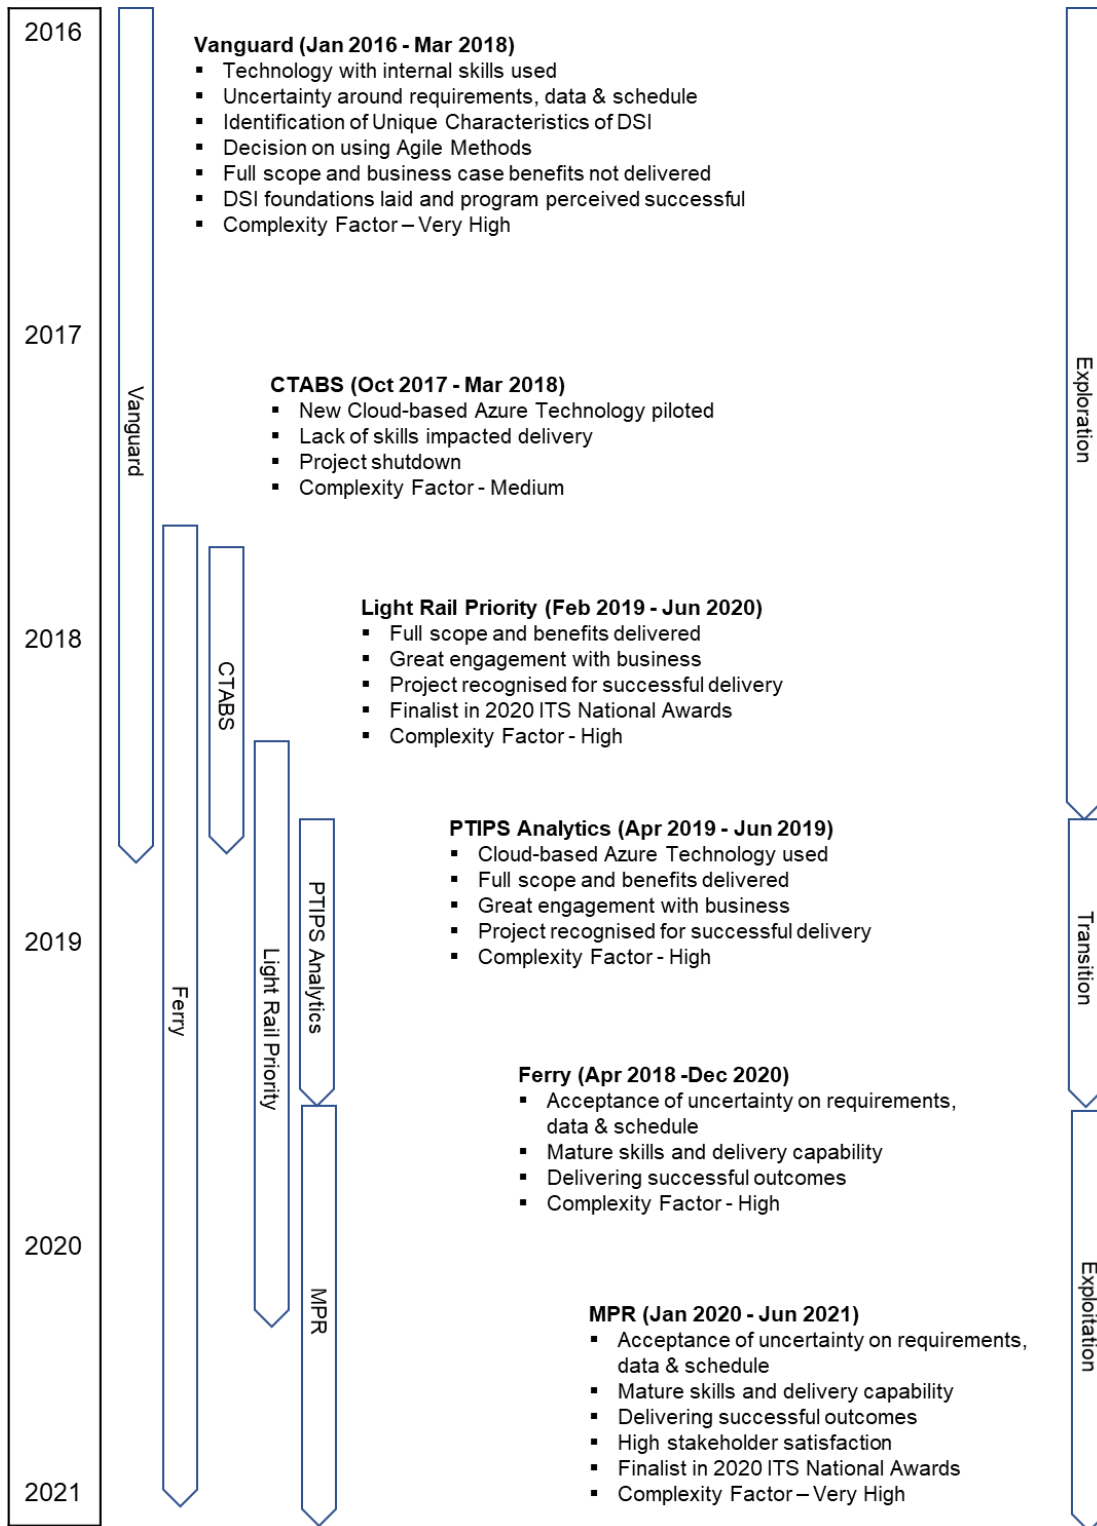 2016
Vanguard (Jan 2016 - Mar 2018)
▪ Technology with internal skills used
▪ Uncertainty around requirements, data & schedule
▪ Identification of Unique Characteristics of DSI
▪ Decision on using Agile Methods
▪ Full scope and business case benefits not delivered
▪ DSI foundations laid and program perceived successful
▪ Complexity Factor – Very High
2017
Vanguard
Exploration
CTABS (Oct 2017 - Mar 2018)
▪ New Cloud-based Azure Technology piloted
▪ Lack of skills impacted delivery
▪ Project shutdown
▪ Complexity Factor - Medium
2018
CTABS
Light Rail Priority (Feb 2019 - Jun 2020)
▪ Full scope and benefits delivered
▪ Great engagement with business
▪ Project recognised for successful delivery
▪ Finalist in 2020 ITS National Awards
▪ Complexity Factor - High
PTIPS Analytics (Apr 2019 - Jun 2019)
▪ Cloud-based Azure Technology used
▪ Full scope and benefits delivered
▪ Great engagement with business
▪ Project recognised for successful delivery
▪ Complexity Factor - High
2019
Ferry
Light Rail Priority
PTIPS Analytics
Transition
Ferry (Apr 2018 -Dec 2020)
▪ Acceptance of uncertainty on requirements,
data & schedule
▪ Mature skills and delivery capability
▪ Delivering successful outcomes
▪ Complexity Factor - High
2020
MPR
Exploitation
MPR (Jan 2020 - Jun 2021)
▪ Acceptance of uncertainty on requirements,
data & schedule
▪ Mature skills and delivery capability
▪ Delivering successful outcomes
▪ High stakeholder satisfaction
▪ Finalist in 2020 ITS National Awards
▪ Complexity Factor – Very High
2021